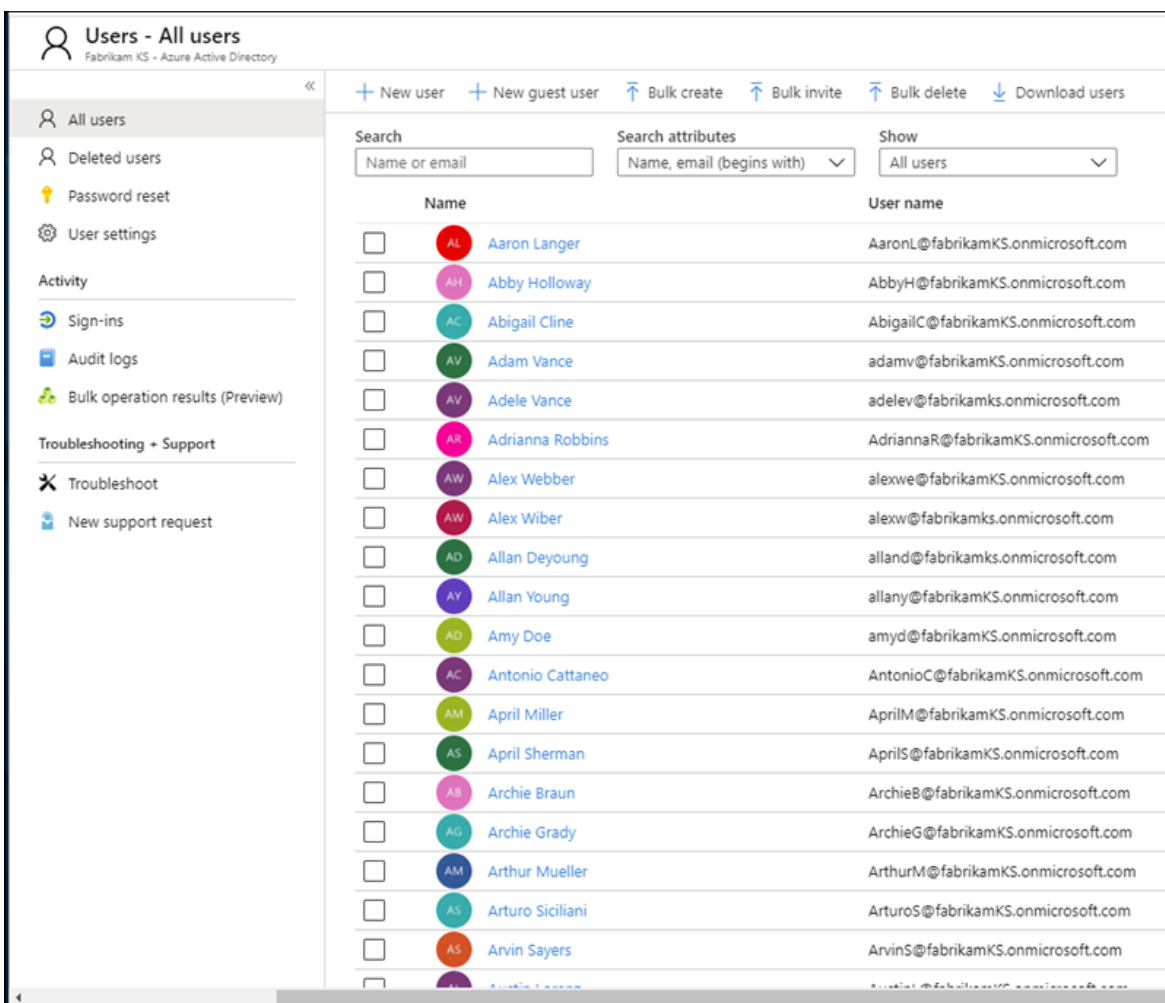 Users - All users
Fabrikam KS - Azure Active Directory
«
All users
Deleted users
Password reset
User settings
Activity
Sign-ins
Audit logs
Bulk operation results (Preview)
Troubleshooting + Support
Troubleshoot
New support request
New user New guest user Bulk create Bulk invite Bulk delete Download users
Search Search attributes Show
Name or email Name, email (begins with) All users
Name User name
AL Aaron Langer AaronL@fabrikamKS.onmicrosoft.com
AH Abby Holloway AbbyH@fabrikamKS.onmicrosoft.com
AC Abigail Cline AbigailC@fabrikamKS.onmicrosoft.com
AV Adam Vance adamv@fabrikamKS.onmicrosoft.com
AV Adele Vance adelev@fabrikamks.onmicrosoft.com
AR Adrianna Robbins AdriannaR@fabrikamKS.onmicrosoft.com
AW Alex Webber alexwe@fabrikamKS.onmicrosoft.com
AW Alex Wiber alexw@fabrikamks.onmicrosoft.com
AD Allan Deyoung alland@fabrikamks.onmicrosoft.com
AY Allan Young allany@fabrikamKS.onmicrosoft.com
AD Amy Doe amyd@fabrikamKS.onmicrosoft.com
AC Antonio Cattaneo AntonioC@fabrikamKS.onmicrosoft.com
AM April Miller AprilM@fabrikamKS.onmicrosoft.com
AS April Sherman AprilS@fabrikamKS.onmicrosoft.com
AB Archie Braun ArchieB@fabrikamKS.onmicrosoft.com
AG Archie Grady ArchieG@fabrikamKS.onmicrosoft.com
AM Arthur Mueller ArthurM@fabrikamKS.onmicrosoft.com
AS Arturo Siciliani ArturoS@fabrikamKS.onmicrosoft.com
AS Arvin Sayers ArvinS@fabrikamKS.onmicrosoft.com